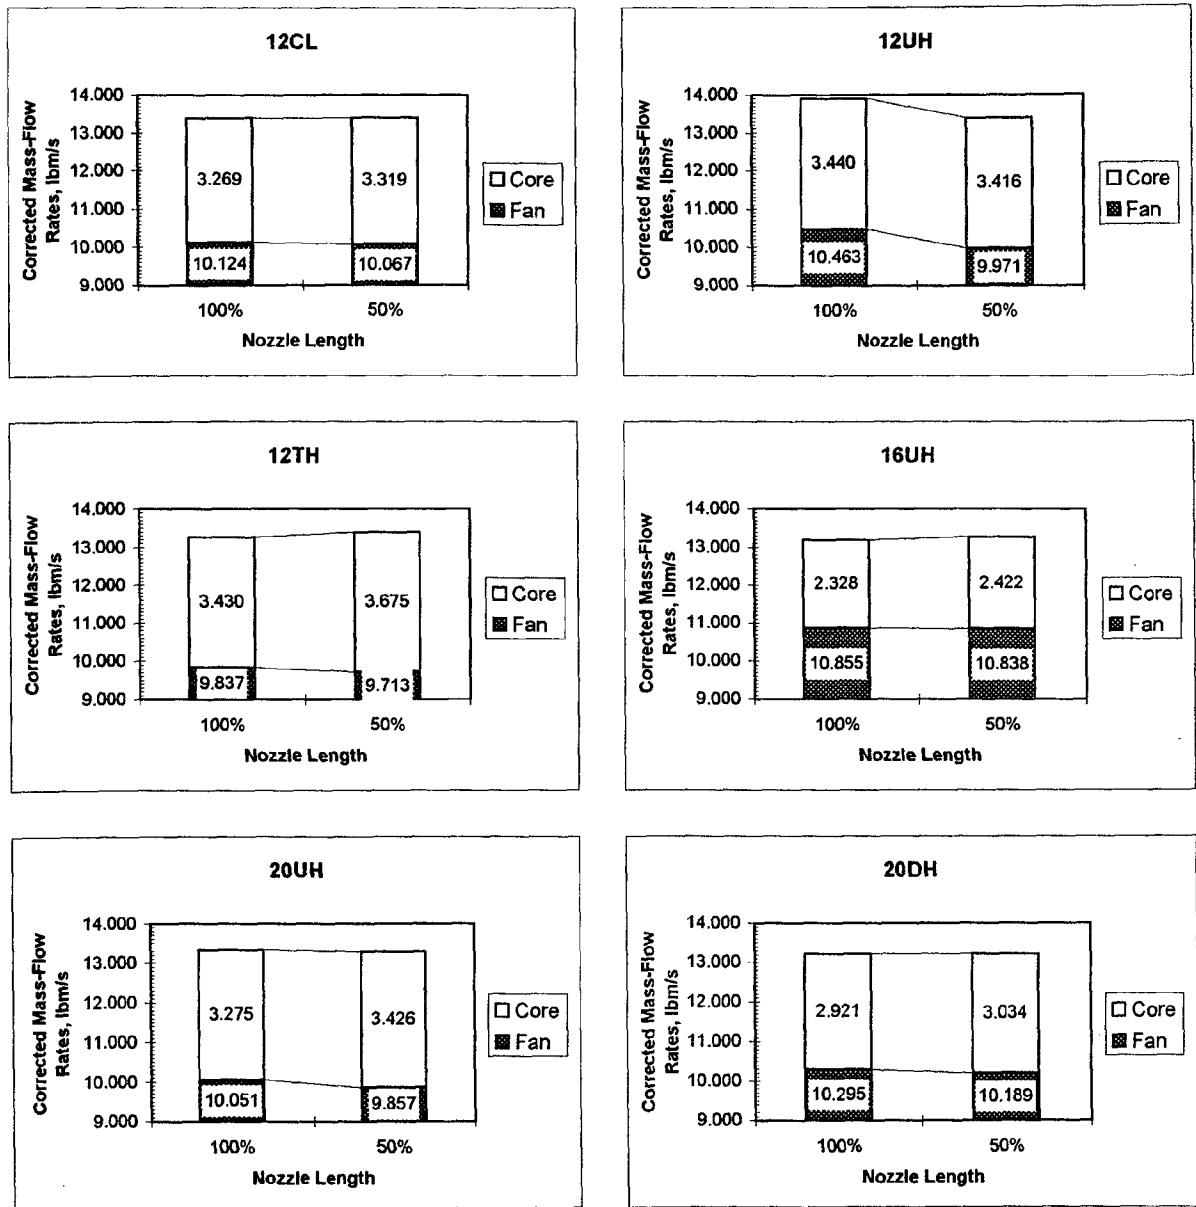 12CL
Corrected Mass-Flow
Rates, lbm/s
14.000
13.000
12.000
11.000
10.000
9.000
3.269
3.319
10.124
10.067
100%
50%
Nozzle Length
Core
Fan
12UH
Corrected Mass-Flow
Rates, lbm/s
14.000
13.000
12.000
11.000
10.000
9.000
3.440
3.416
10.463
9.971
100%
50%
Nozzle Length
Core
Fan
12TH
Corrected Mass-Flow
Rates, lbm/s
14.000
13.000
12.000
11.000
10.000
9.000
3.430
3.675
9.837
9.713
100%
50%
Nozzle Length
Core
Fan
16UH
Corrected Mass-Flow
Rates, lbm/s
14.000
13.000
12.000
11.000
10.000
9.000
2.328
2.422
10.855
10.838
100%
50%
Nozzle Length
Core
Fan
20UH
Corrected Mass-Flow
Rates, lbm/s
14.000
13.000
12.000
11.000
10.000
9.000
3.275
3.426
10.051
9.857
100%
50%
Nozzle Length
Core
Fan
20DH
Corrected Mass-Flow
Rates, lbm/s
14.000
13.000
12.000
11.000
10.000
9.000
2.921
3.034
10.295
10.189
100%
50%
Nozzle Length
Core
Fan